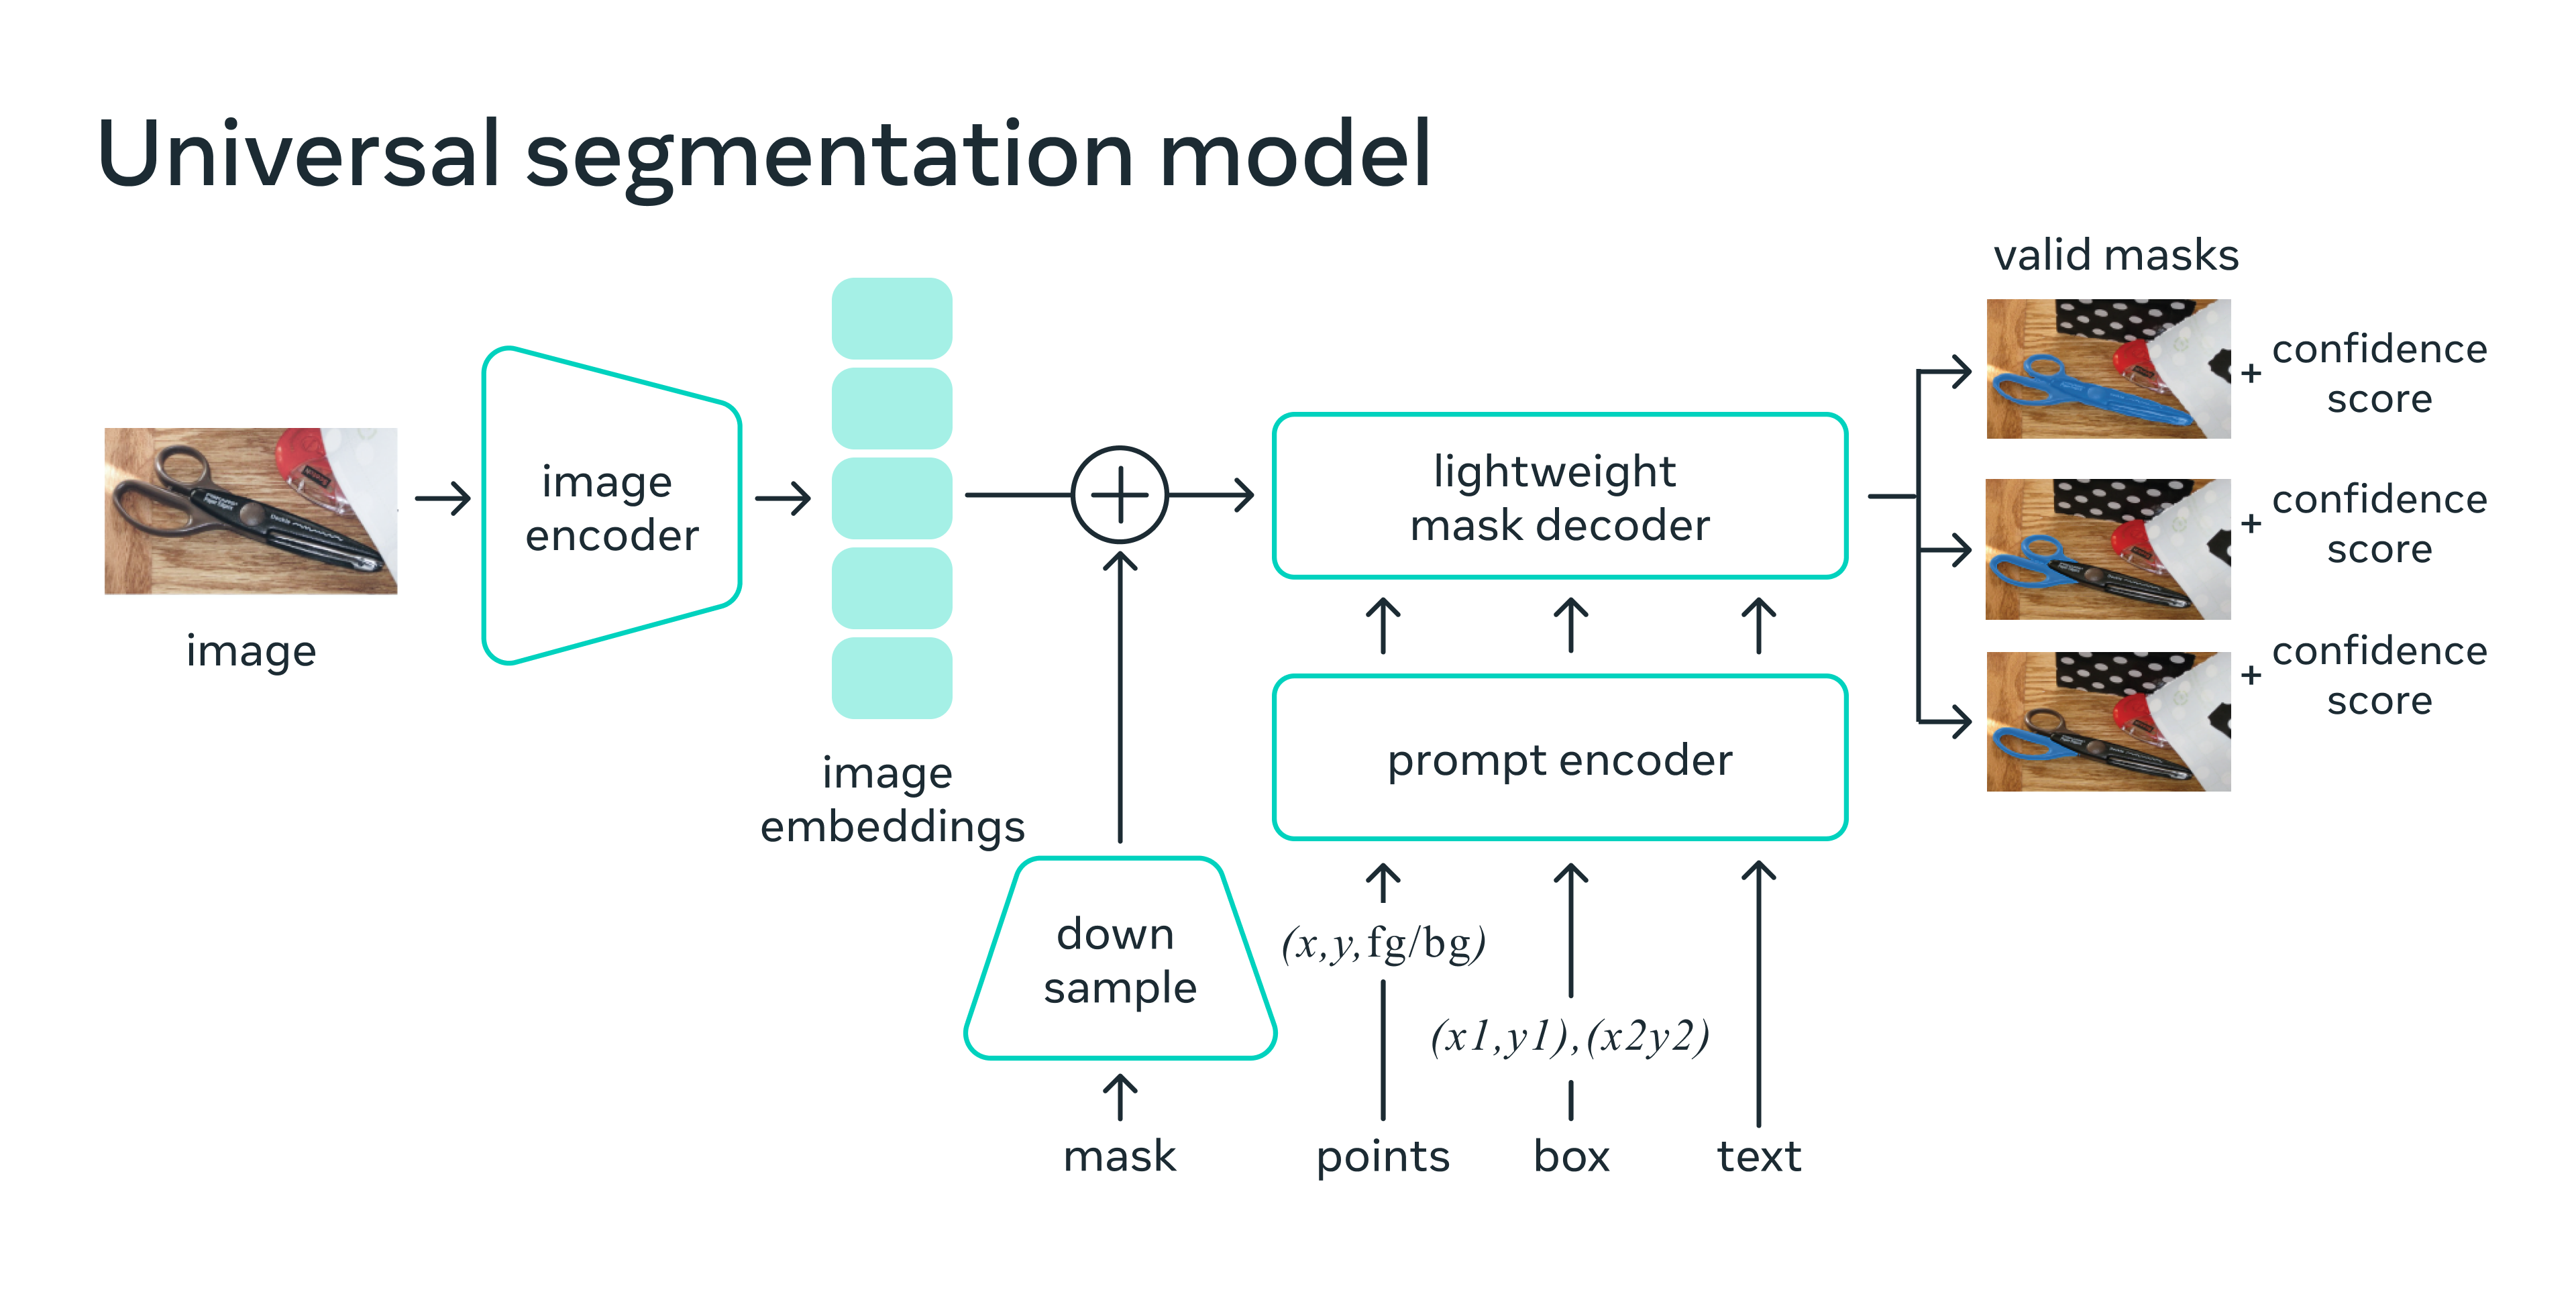 Universal segmentation model
image
image
encoder
image
embeddings
down
sample
mask
lightweight
mask decoder
prompt encoder
(x,y,fg/bg)
(x1,y1),(x2y2)
points
box
text
valid masks
+ confidence
score
+ confidence
score
+ confidence
score